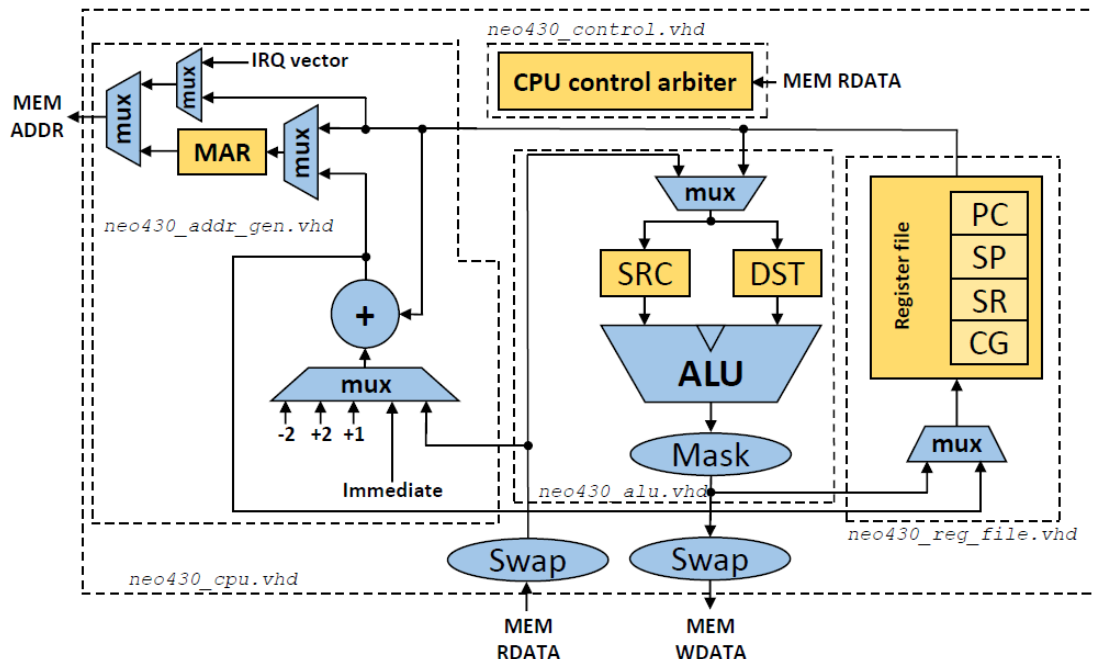 neo430_control.vhd
CPU control arbiter
MEM RDATA
IRQ vector
mux
mux
MEM
ADDR
MAR
mux
neo430_addr_gen.vhd
mux
SRC
DST
ALU
Mask
neo430_alu.vhd
Register file
PC
SP
SR
CG
mux
neo430_reg_file.vhd
+
mux
-2
+2
+1
Immediate
Swap
Swap
neo430_cpu.vhd
MEM
RDATA
MEM
WDATA